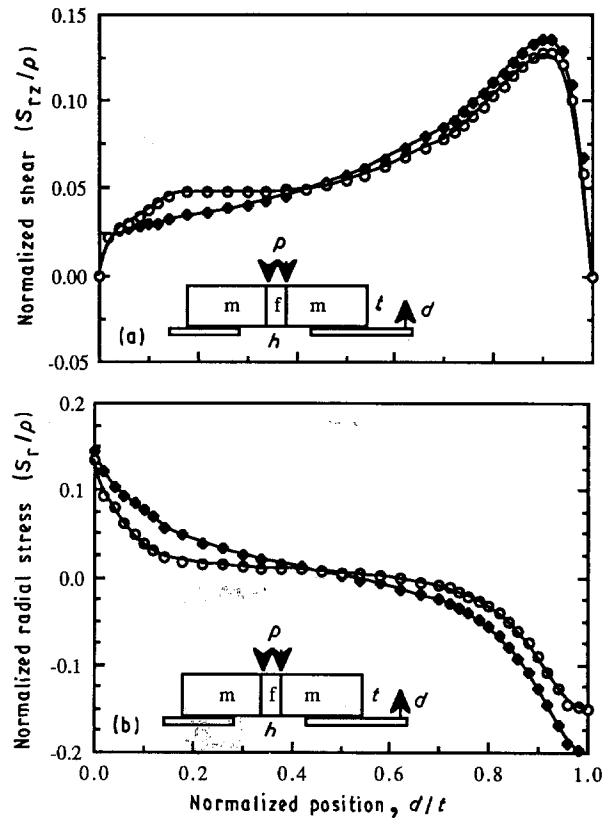 Normalized shear (S_rz/p)
0.15
0.10
0.05
0.00
-0.05
p
m f m t d
(a) h
Normalized radial stress (S_r/p)
0.2
0.1
0.0
-0.1
-0.2
p
m f m t d
(b) h
0.0 0.2 0.4 0.6 0.8 1.0
Normalized position, d/t